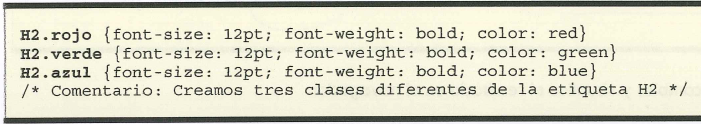 H2.rojo {font-size: 12pt; font-weight: bold; color: red}
H2.verde {font-size: 12pt; font-weight: bold; color: green}
H2.azul {font-size: 12pt; font-weight: bold; color: blue}
/* Comentario: Creamos tres clases diferentes de la etiqueta H2 */